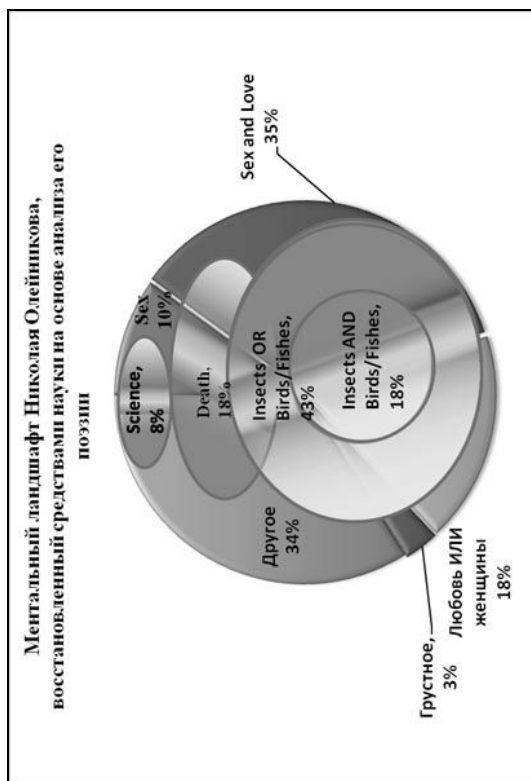 Ментальный ландшафт Николая Олейникова,
восстановленный средствами науки на основе анализа его
поэзии
Science,
8%
Sex
10%
Death,
18%
Sex and Love
35%
Другое
34%
Insects OR
Birds/Fishes,
43%
Insects AND
Birds/Fishes,
18%
Грустное,
3%
Любовь ИЛИ
женщины
18%